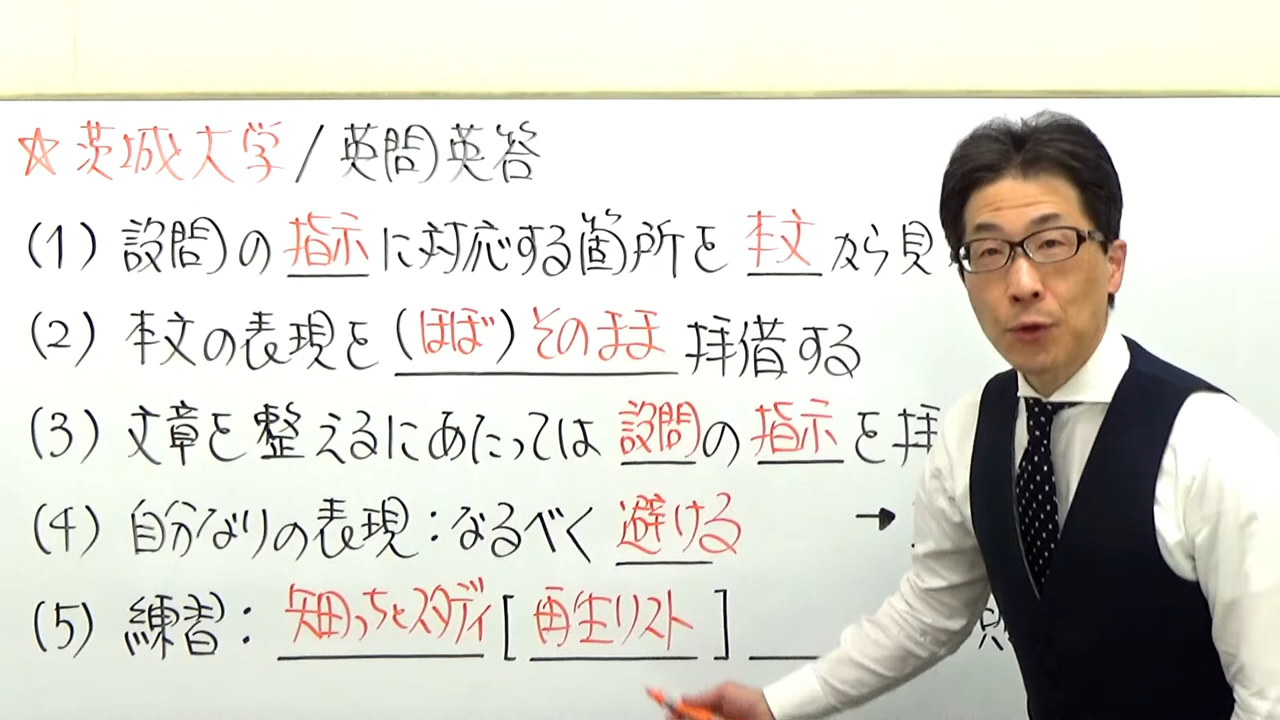 ☆茨城大学/英問英答
(1) 設問の指示に対応する箇所を本文から見
(2) 本文の表現を(ほぼ)そのまま拝借する
(3) 文章を整えるにあたっては設問の指示を拝
(4) 自分なりの表現:なるべく避ける →
(5) 練習: 知っちゃスタディ[再生リスト]